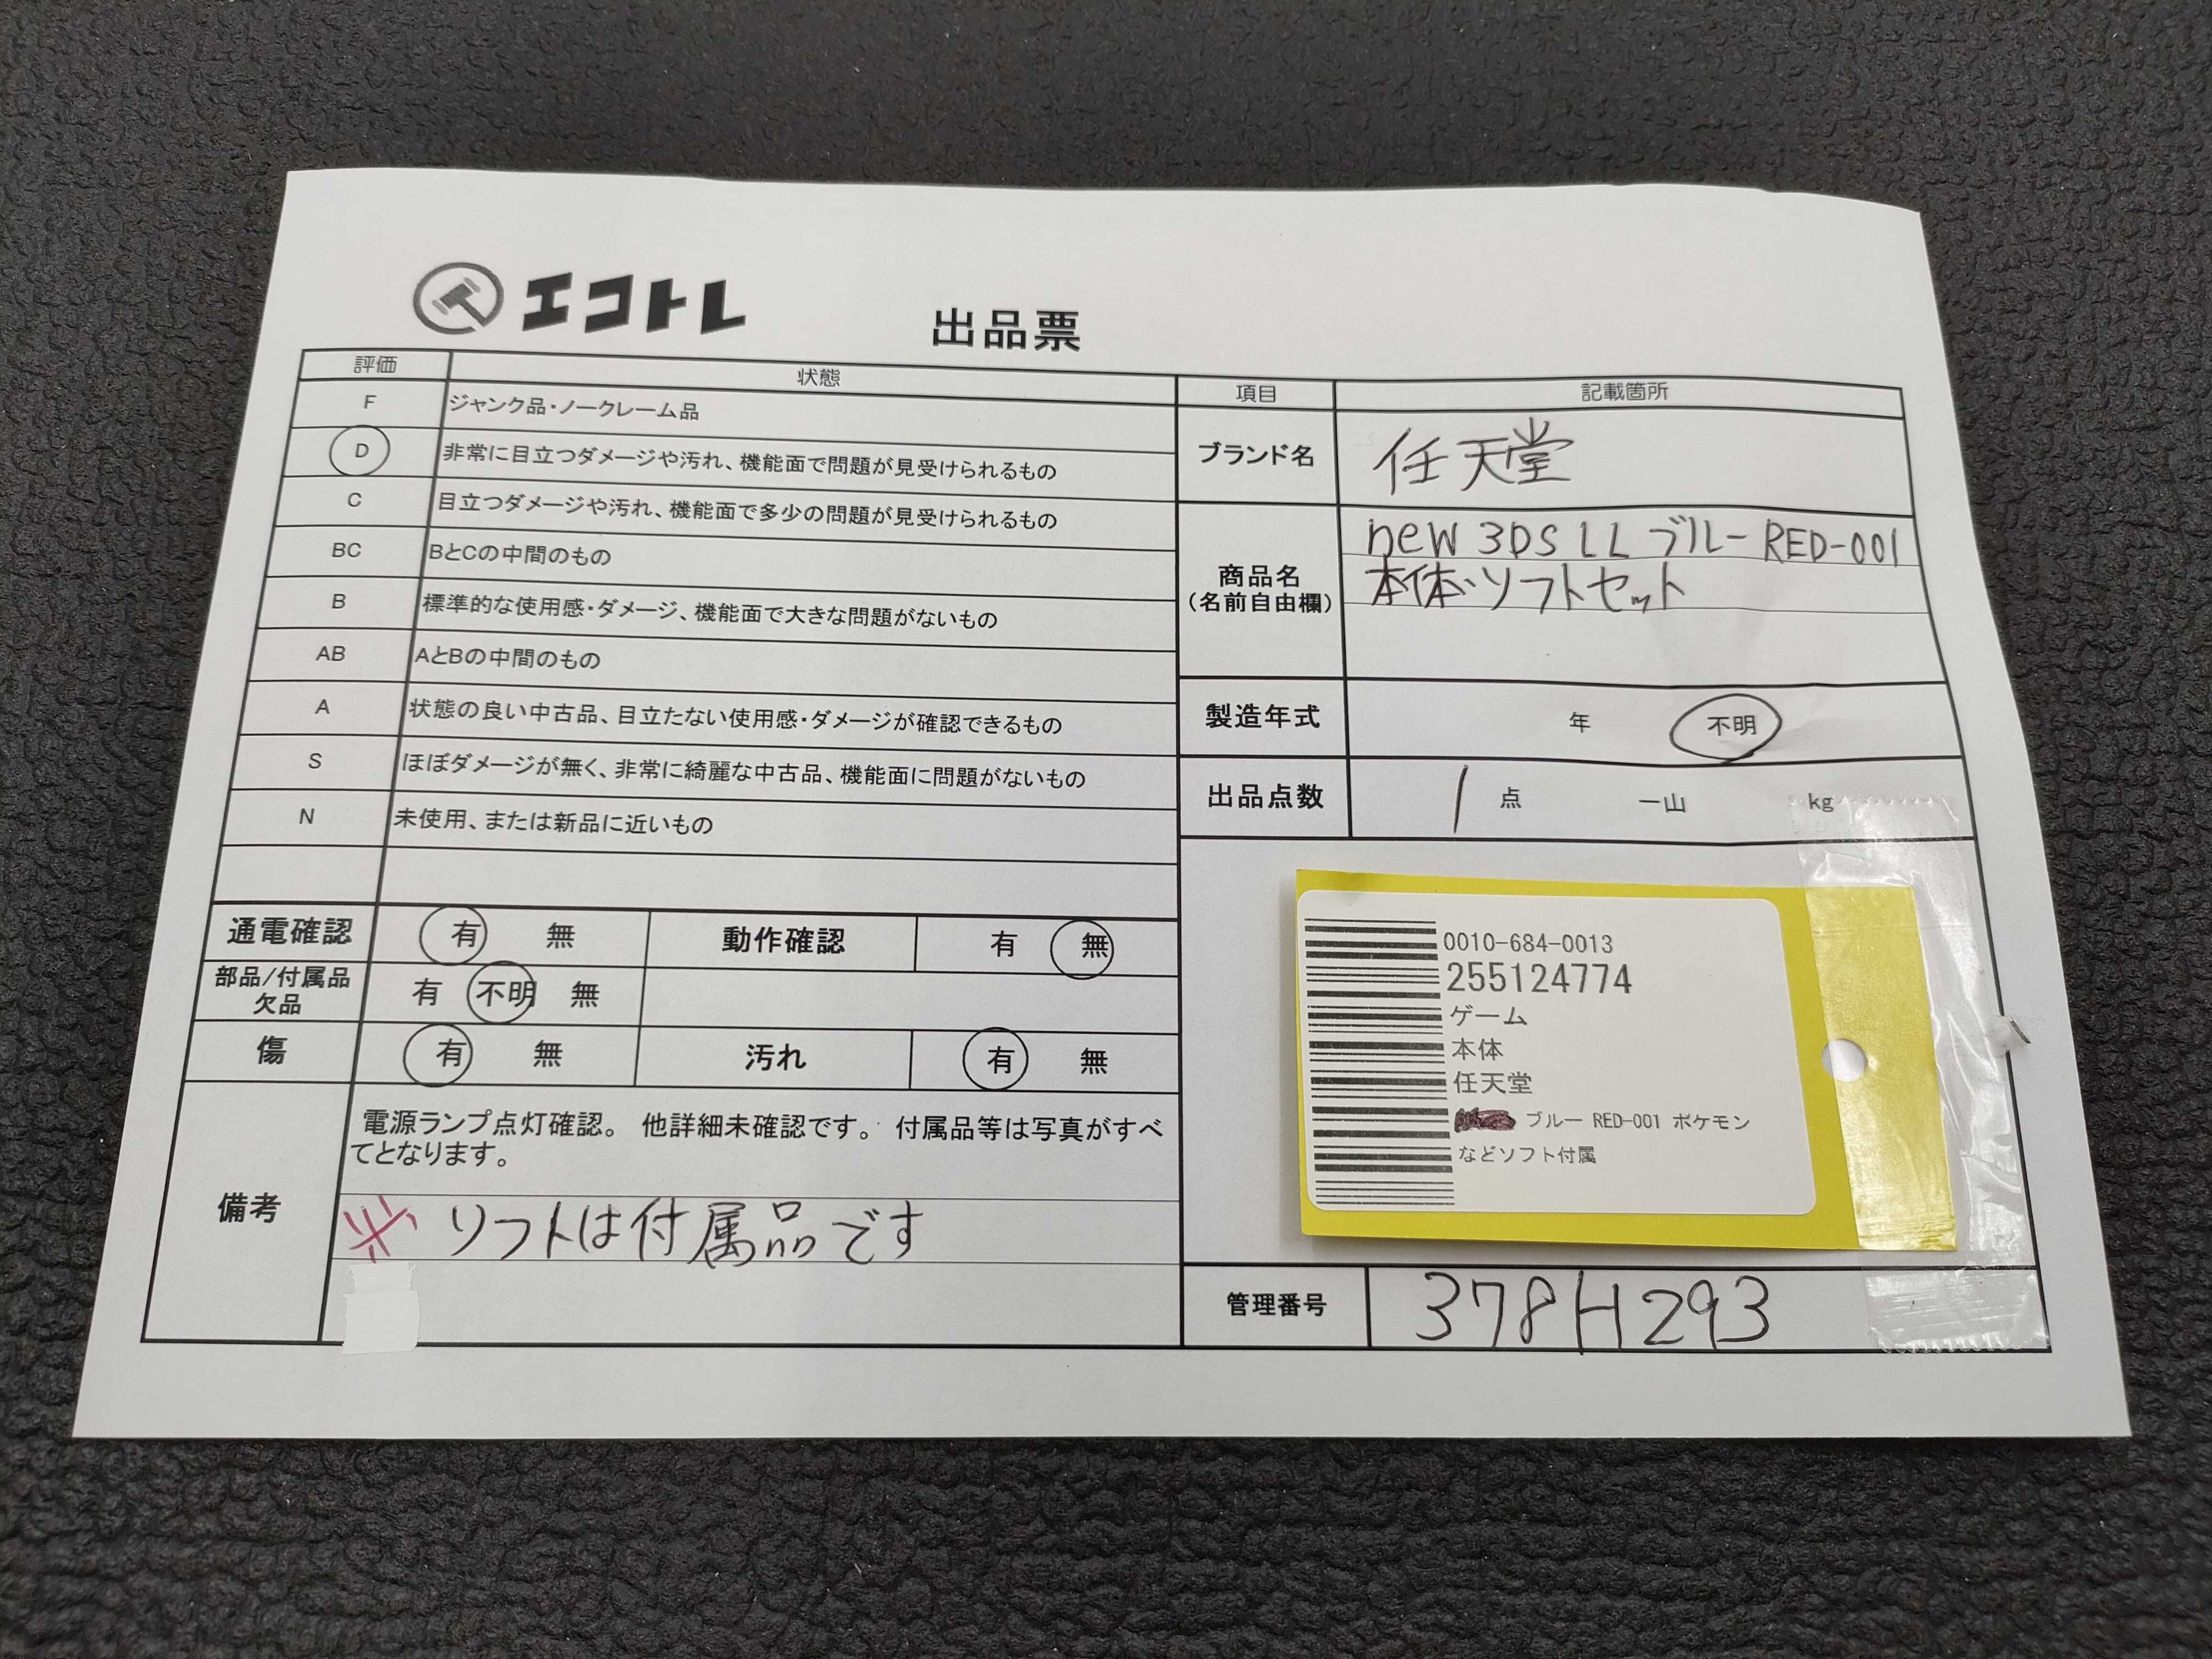 エコトレ
出品票
評価 状態
F ジャンク品・ノークレーム品
D 非常に目立つダメージや汚れ、機能面で問題が見受けられるもの
C 目立つダメージや汚れ、機能面で多少の問題が見受けられるもの
BC BとCの中間のもの
B 標準的な使用感・ダメージ、機能面で大きな問題がないもの
AB AとBの中間のもの
A 状態の良い中古品、目立たない使用感・ダメージが確認できるもの
S ほぼダメージが無く、非常に綺麗な中古品、機能面に問題がないもの
N 未使用、または新品に近いもの
通電確認 有 無 動作確認 有 無
部品/付属品
欠品
有 不明 無
傷 有 無 汚れ 有 無
備考
電源ランプ点灯確認。 他詳細未確認です。 付属品等は写真がすべ
てとなります。
※ ソフトは付属品です
項目 記載箇所
ブランド名 任天堂
商品名
(名前自由欄)
new 3DS LL ブルー RED-001
本体・ソフトセット
製造年式 年 不明
出品点数 1 点 一山 kg
0010-684-0013
255124774
ゲーム
本体
任天堂
ブルー RED-001 ポケモン
などソフト付属
管理番号 378H293